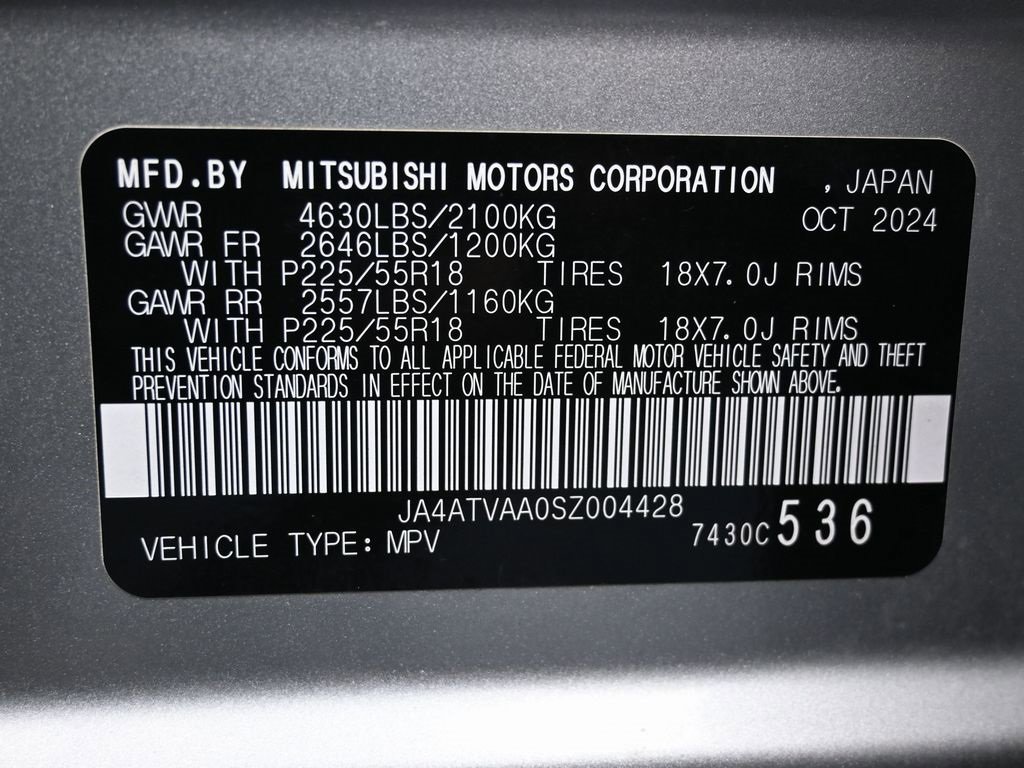 MFD.BY MITSUBISHI MOTORS CORPORATION , JAPAN
GVWR 4630LBS/2100KG OCT 2024
GAWR FR 2646LBS/1200KG
WITH P225/55R18 TIRES 18X7.0J RIMS
GAWR RR 2557LBS/1160KG
WITH P225/55R18 TIRES 18X7.0J RIMS
THIS VEHICLE CONFORMS TO ALL APPLICABLE FEDERAL MOTOR VEHICLE SAFETY AND THEFT
PREVENTION STANDARDS IN EFFECT ON THE DATE OF MANUFACTURE SHOWN ABOVE.
JA4ATVAA0SZ004428
VEHICLE TYPE: MPV 7430C 536